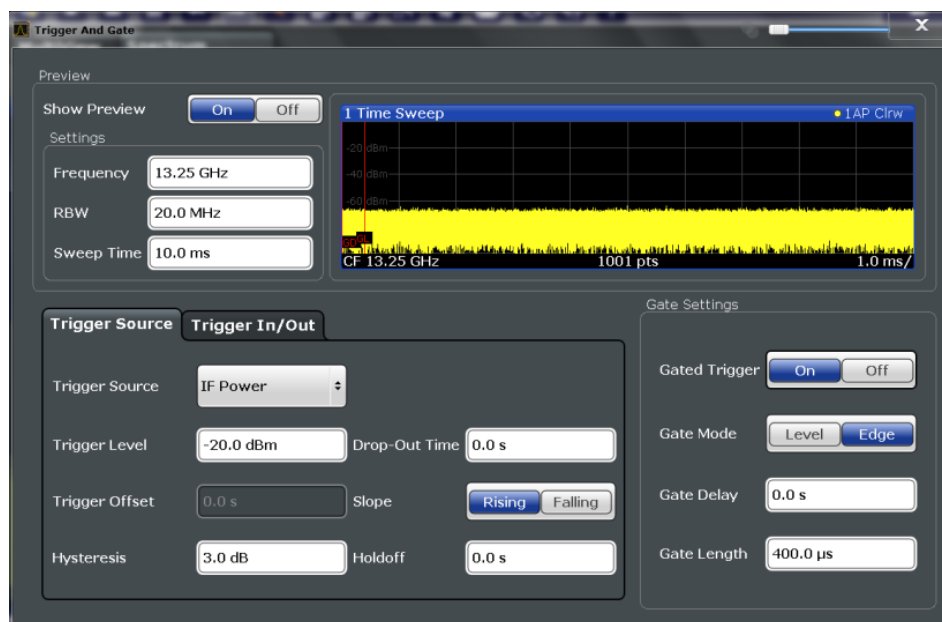 Trigger And Gate
X
Preview
Show Preview On Off
Settings
Frequency 13.25 GHz
RBW 20.0 MHz
Sweep Time 10.0 ms
1 Time Sweep 1AP Clrw
-20 dBm
-40 dBm
-60 dBm
GD GL
CF 13.25 GHz 1001 pts 1.0 ms/
Trigger Source Trigger In/Out
Trigger Source IF Power
Trigger Level -20.0 dBm Drop-Out Time 0.0 s
Trigger Offset 0.0 s Slope Rising Falling
Hysteresis 3.0 dB Holdoff 0.0 s
Gate Settings
Gated Trigger On Off
Gate Mode Level Edge
Gate Delay 0.0 s
Gate Length 400.0 µs